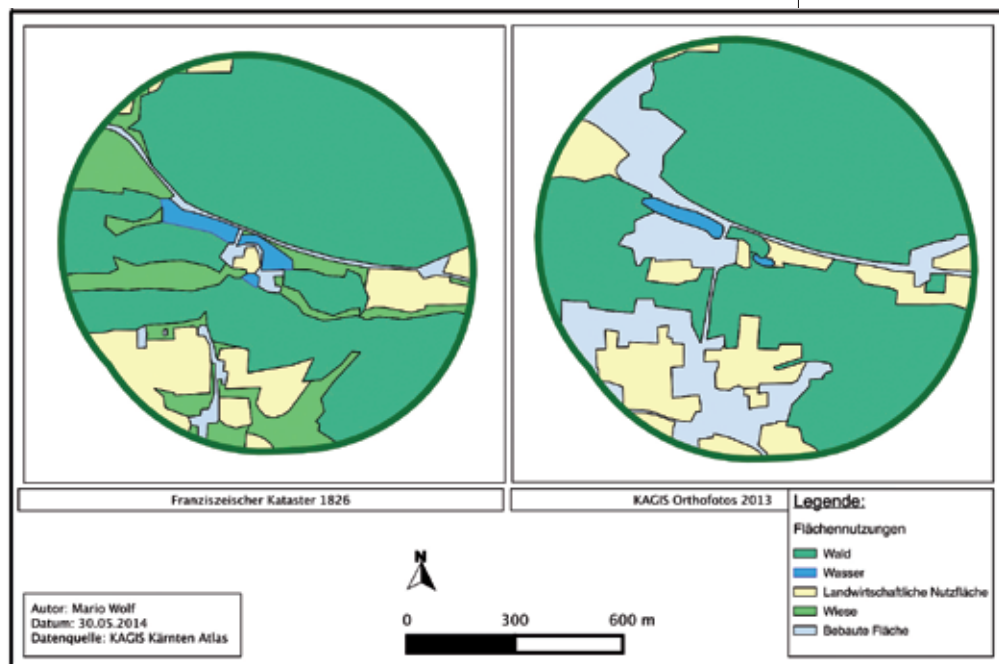 Franziszeischer Kataster 1826
KAGIS Orthofotos 2013
Legende:
Flächennutzungen
Wald
Wasser
Landwirtschaftliche Nutzfläche
Wiese
Bebaute Fläche
N
0 300 600 m
Autor: Mario Wolf
Datum: 30.05.2014
Datenquelle: KAGIS Kärnten Atlas